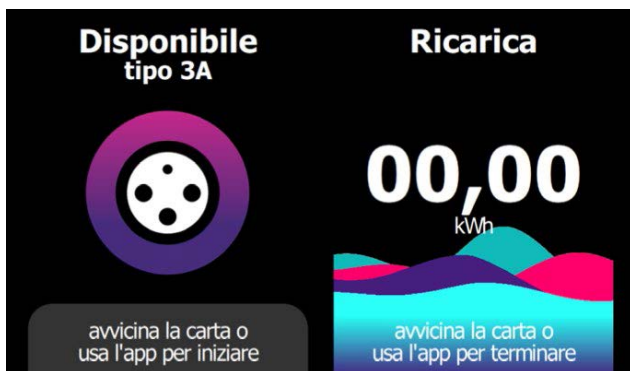 Disponibile
tipo 3A
avvicina la carta o
usa l'app per iniziare
Ricarica
00,00
kWh
avvicina la carta o
usa l'app per terminare